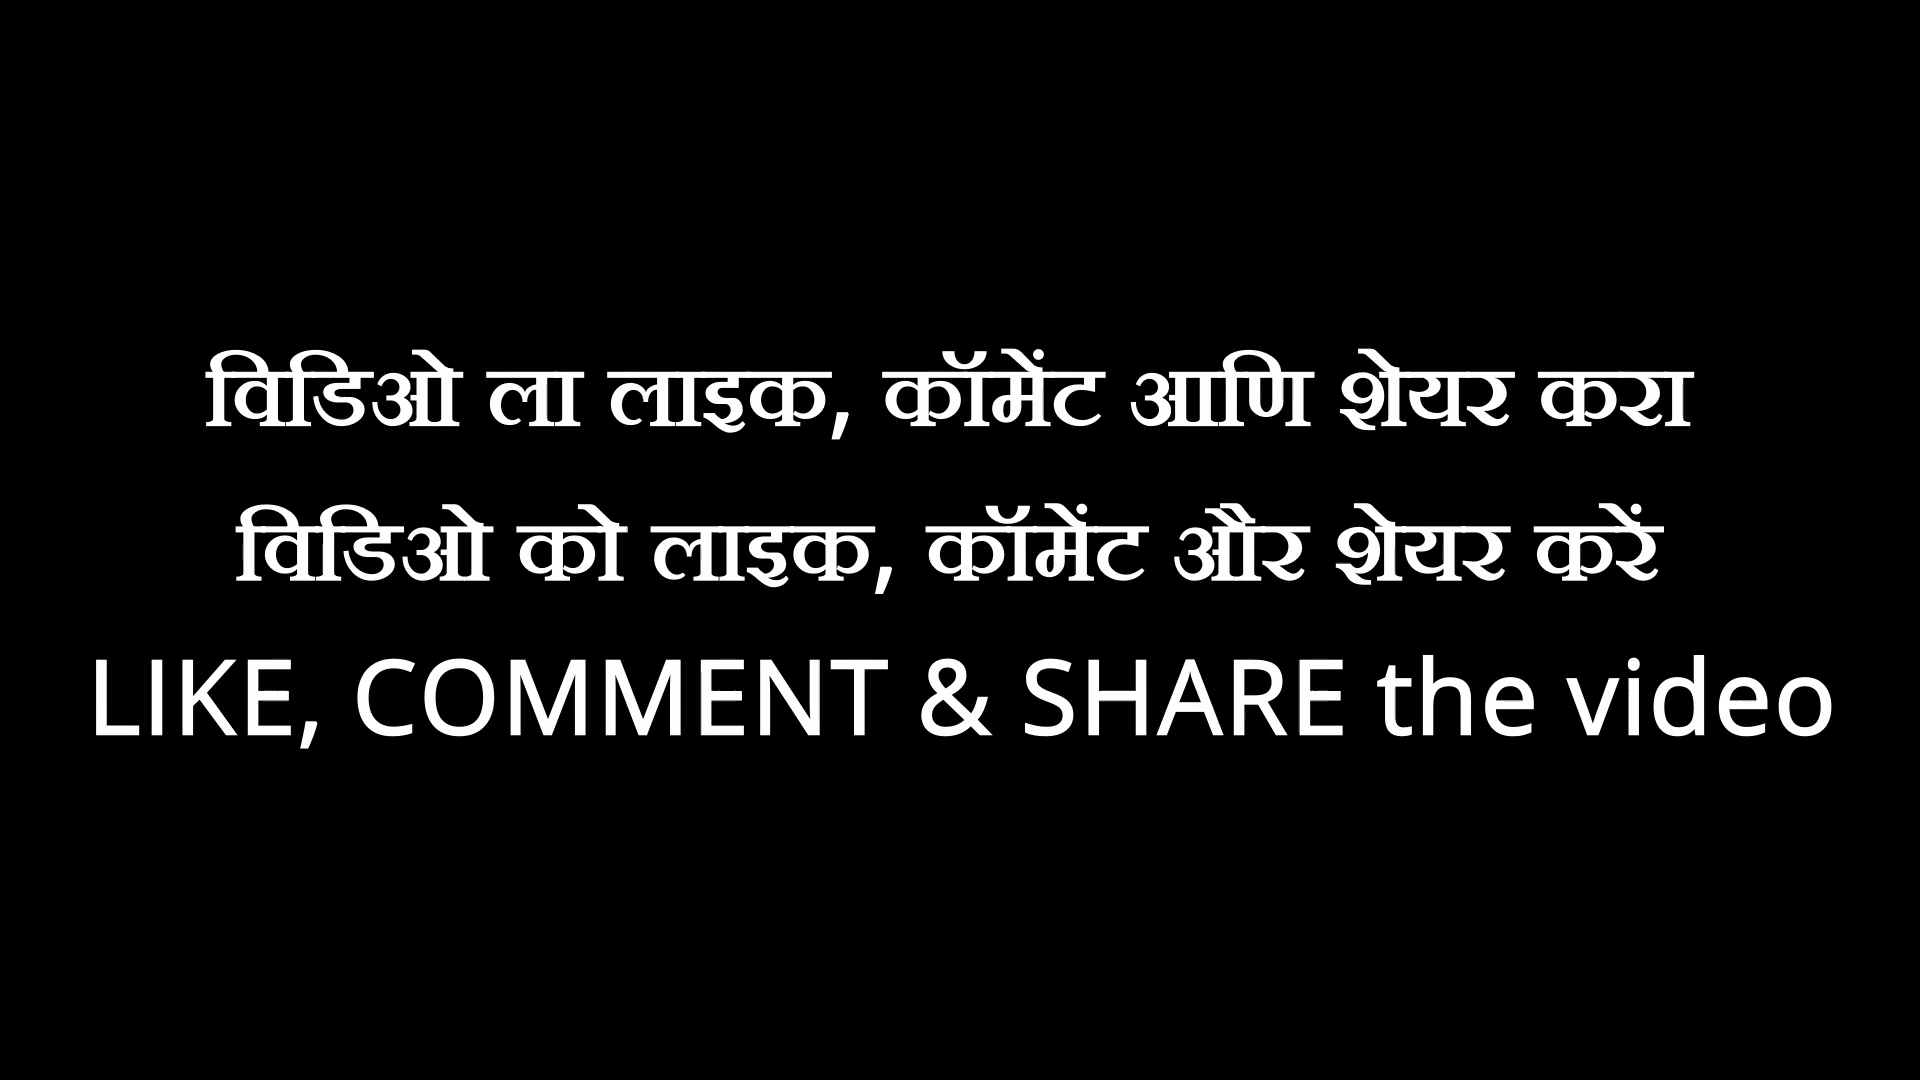 विडिओ ला लाइक, कॉमेंट आणि शेयर करा
विडिओ को लाइक, कॉमेंट और शेयर करें
LIKE, COMMENT & SHARE the video